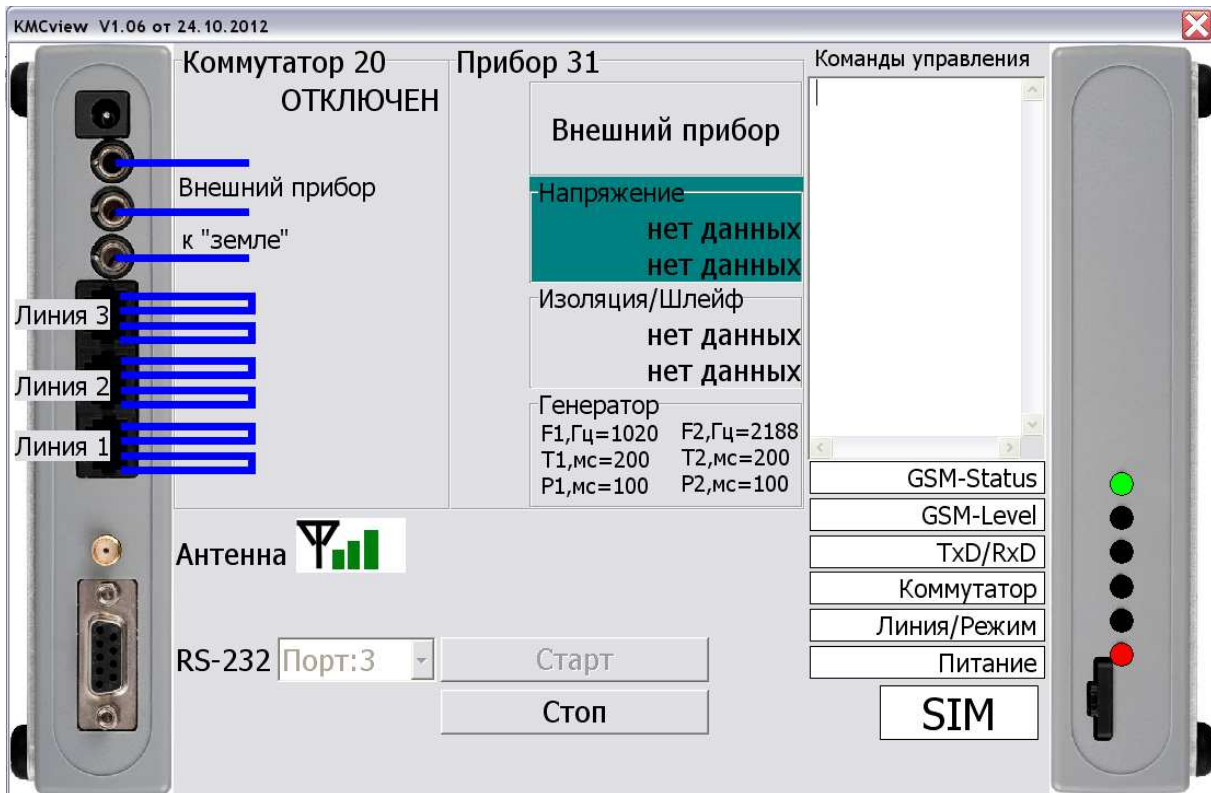 KMCview V1.06 от 24.10.2012
Коммутатор 20
ОТКЛЮЧЕН
Внешний прибор
к "земле"
Линия 3
Линия 2
Линия 1
Прибор 31
Внешний прибор
Напряжение
нет данных
нет данных
Изоляция/Шлейф
нет данных
нет данных
Генератор
F1,Гц=1020 F2,Гц=2188
T1,мс=200 T2,мс=200
P1,мс=100 P2,мс=100
Команды управления
GSM-Status
GSM-Level
TxD/RxD
Коммутатор
Линия/Режим
Питание
SIM
Антенна
RS-232 Порт:3 Старт
Стоп